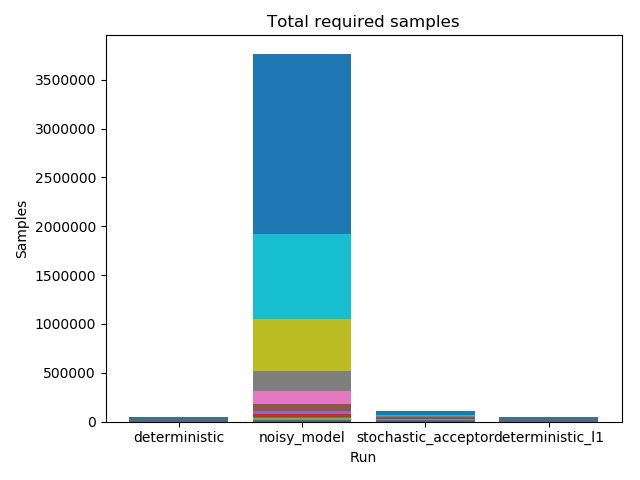 Total required samples
Samples
3500000
3000000
2500000
2000000
1500000
1000000
500000
0
deterministic
noisy_model
stochastic_acceptor
deterministic_l1
Run